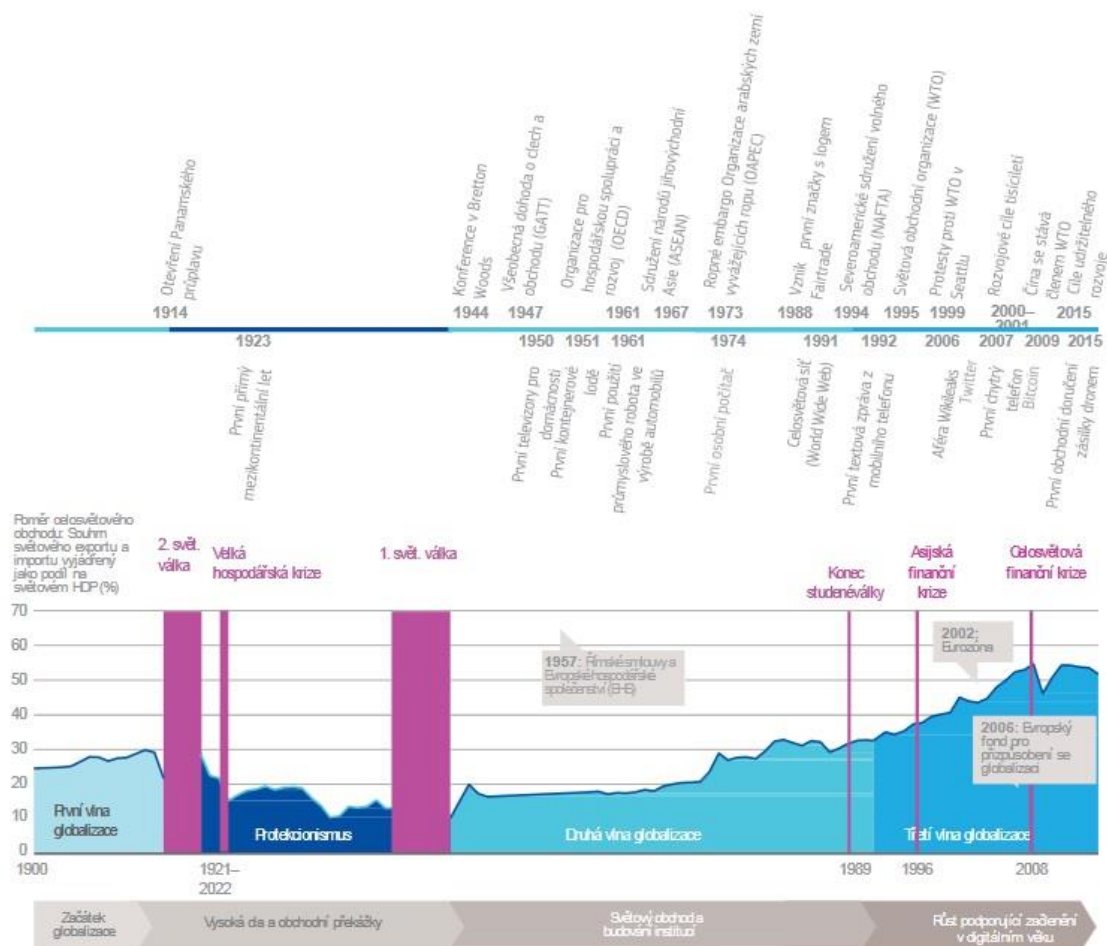 Otevření Panamského
průplavu
Konference v Bretton
Woods
Všeobecná dohoda o clech a
obchodu (GATT)
Organizace pro
hospodářskou spolupráci a
rozvoj (OECD)
Sdružení národů jihovýchodní
Asie (ASEAN)
Ropné embargo Organizace arabských zemí
vyvážejících ropu (OAPEC)
Vznik první značky s logem
Fairtrade
Severoamerické sdružení volného
obchodu (NAFTA)
Světová obchodní organizace (WTO)
Protesty proti WTO v
Seattlu
Rozvojové cíle tisíciletí
Čína se stává
členem WTO
Cíle udržitelného
rozvoje
1914
1944
1947
1961
1967
1973
1988
1994
1995
1999
2000–
2001
2015
1923
1950
1951
1961
1974
1991
1992
2006
2007
2009
2015
První přímý
mezikontinentální let
První televizory pro
domácnosti
První kontejnerové
lodě
První použití
průmyslového robota ve
výrobě automobilů
První osobní počítač
Celosvětová síť
(World Wide Web)
První textová zpráva z
mobilního telefonu
Aféra Wikileaks
Twitter
První chytrý
telefon
Bitcoin
První obchodní doručení
zásilky dronem
Poměr celosvětového
obchodu: Souhrn
světového exportu a
importu vyjádřený
jako podíl na
světovém HDP (%)
2. svět.
válka
Velká
hospodářská krize
1. svět. válka
Konec
studenéválky
Asijská
finanční
krize
Celosvětová
finanční krize
70
60
50
40
30
20
10
0
1957: Římské smlouvy a
Evropské hospodářské
společenství (EHS)
2002:
Eurozóna
2006: Evropský
fond pro
přizpůsobení se
globalizaci
První vlna
globalizace
Protekcionismus
Druhá vlna globalizace
Třetí vlna globalizace
1900
1921–
2022
1989
1996
2008
Začátek
globalizace
Vysoká cla a obchodní překážky
Světový obchod a
budování institucí
Růst podporující začlenění
v digitálním věku